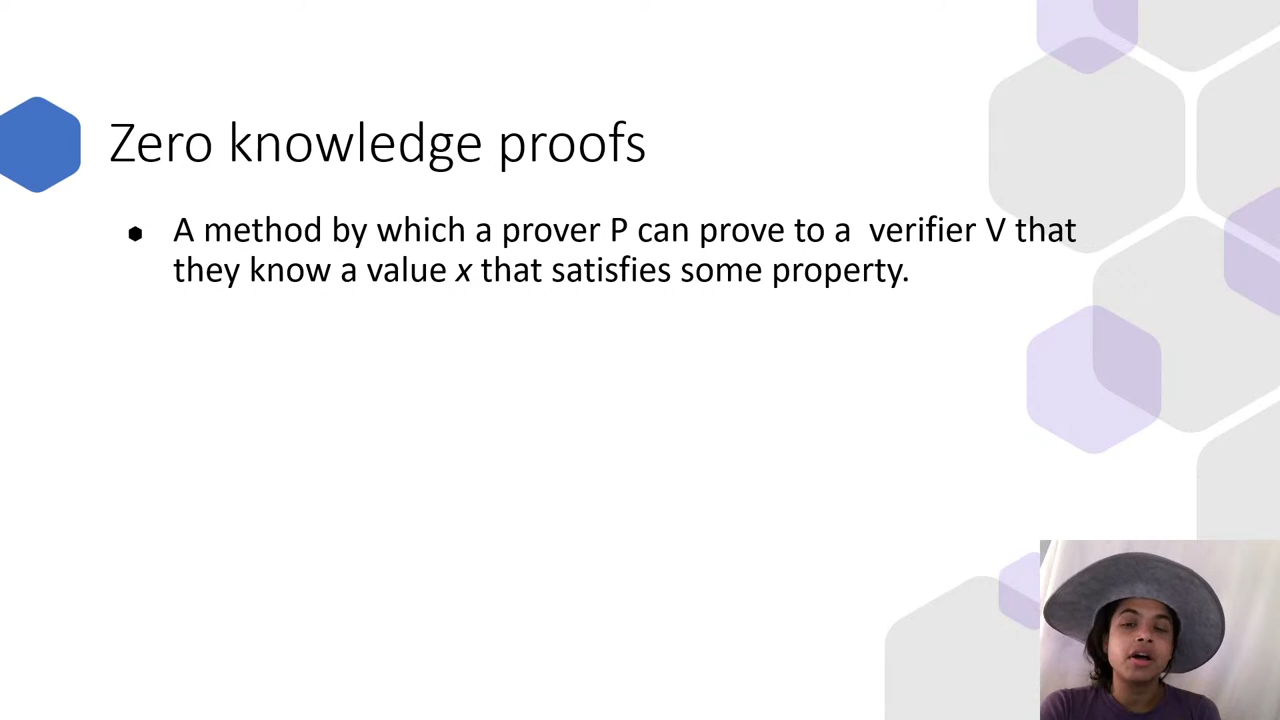 Zero knowledge proofs
A method by which a prover P can prove to a  verifier V that
they know a value x that satisfies some property.